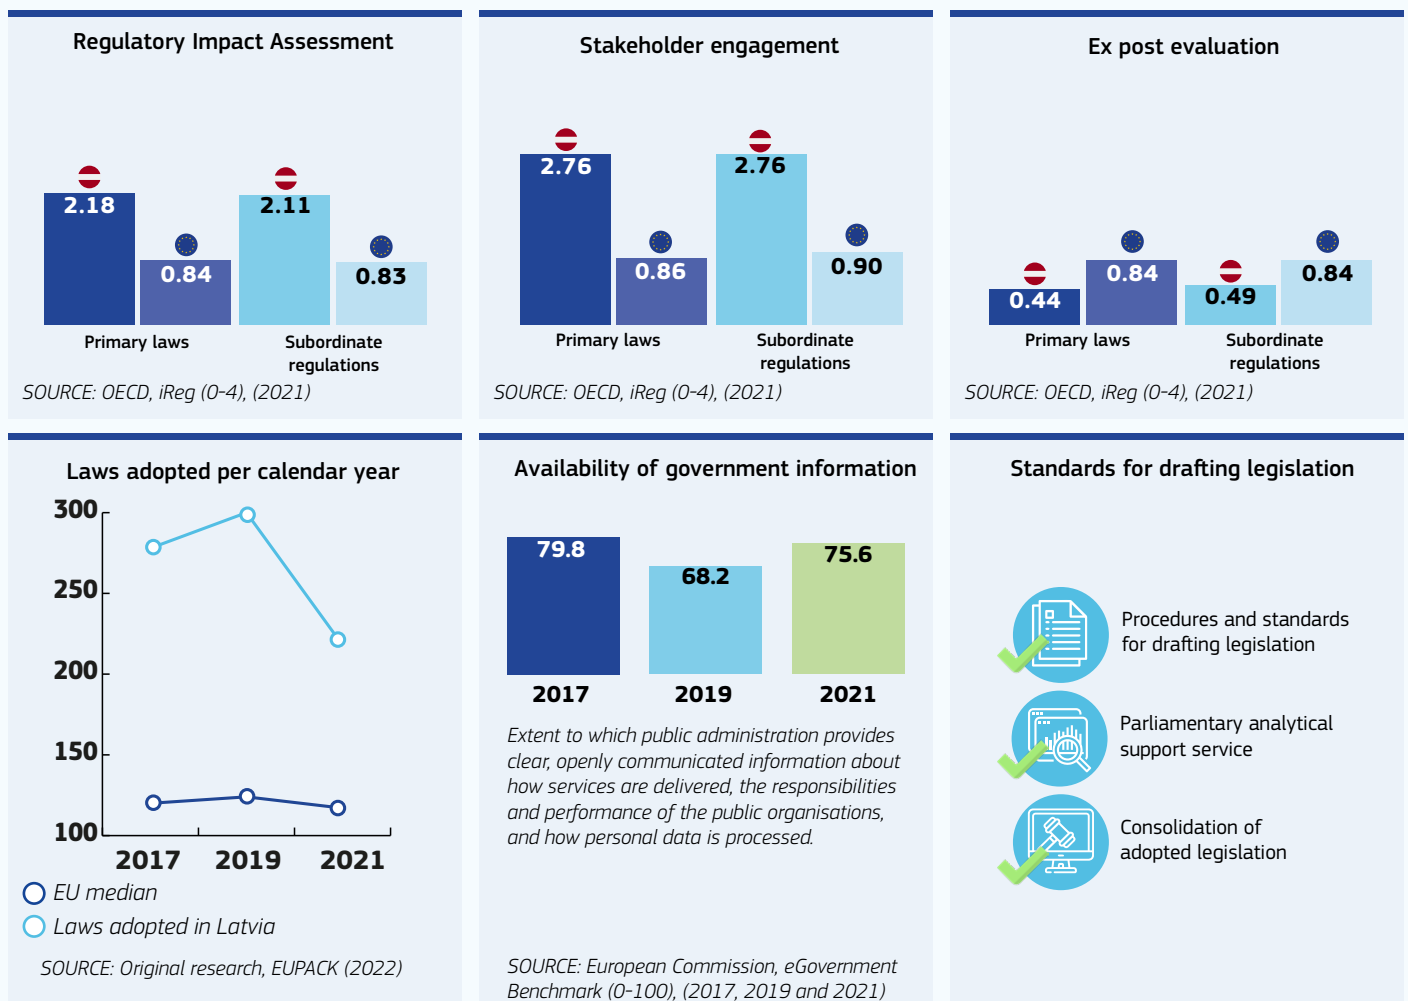 Regulatory Impact Assessment
2.18
0.84
2.11
0.83
Primary laws
Subordinate
regulations
SOURCE: OECD, iReg (0-4), (2021)
Stakeholder engagement
2.76
0.86
2.76
0.90
Primary laws
Subordinate
regulations
SOURCE: OECD, iReg (0-4), (2021)
Ex post evaluation
0.44
0.84
0.49
0.84
Primary laws
Subordinate
regulations
SOURCE: OECD, iReg (0-4), (2021)
Laws adopted per calendar year
300
250
200
150
100
2017 2019 2021
EU median
Laws adopted in Latvia
SOURCE: Original research, EUPACK (2022)
Availability of government information
79.8
68.2
75.6
2017 2019 2021
Extent to which public administration provides
clear, openly communicated information about
how services are delivered, the responsibilities
and performance of the public organisations,
and how personal data is processed.
SOURCE: European Commission, eGovernment
Benchmark (0-100), (2017, 2019 and 2021)
Standards for drafting legislation
Procedures and standards
for drafting legislation
Parliamentary analytical
support service
Consolidation of
adopted legislation